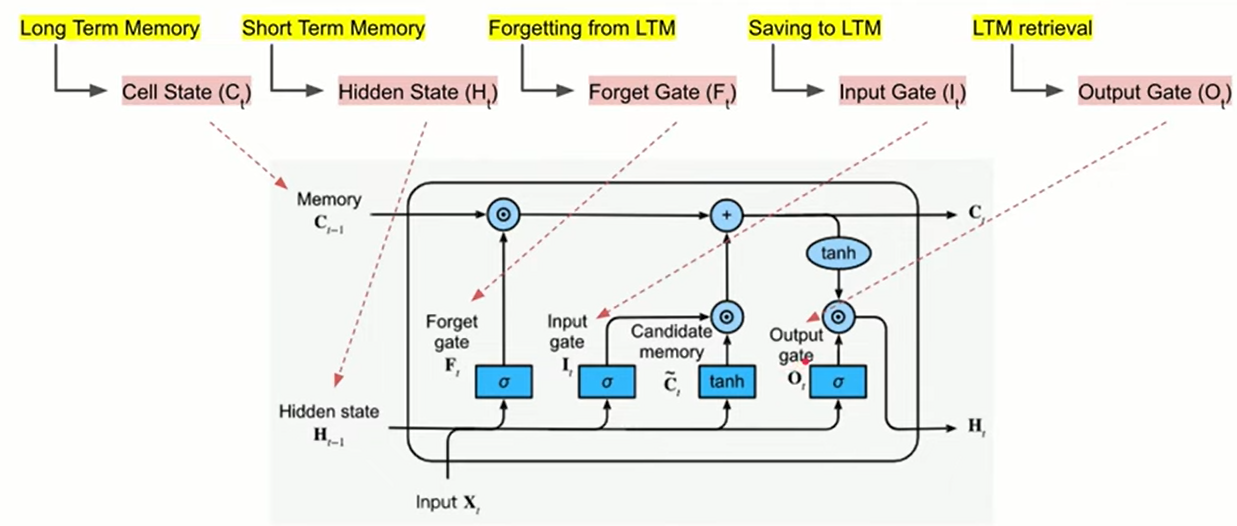 Long Term Memory
Short Term Memory
Forgetting from LTM
Saving to LTM
LTM retrieval
Cell State (Ct)
Hidden State (Ht)
Forget Gate (Ft)
Input Gate (It)
Output Gate (Ot)
Memory
Ct−1
+
Ct
tanh
Forget
gate
Ft
Input
gate
It
Candidate
memory
C̃t
Output
gate
Ot
σ
σ
tanh
σ
Hidden state
Ht−1
Ht
Input Xt